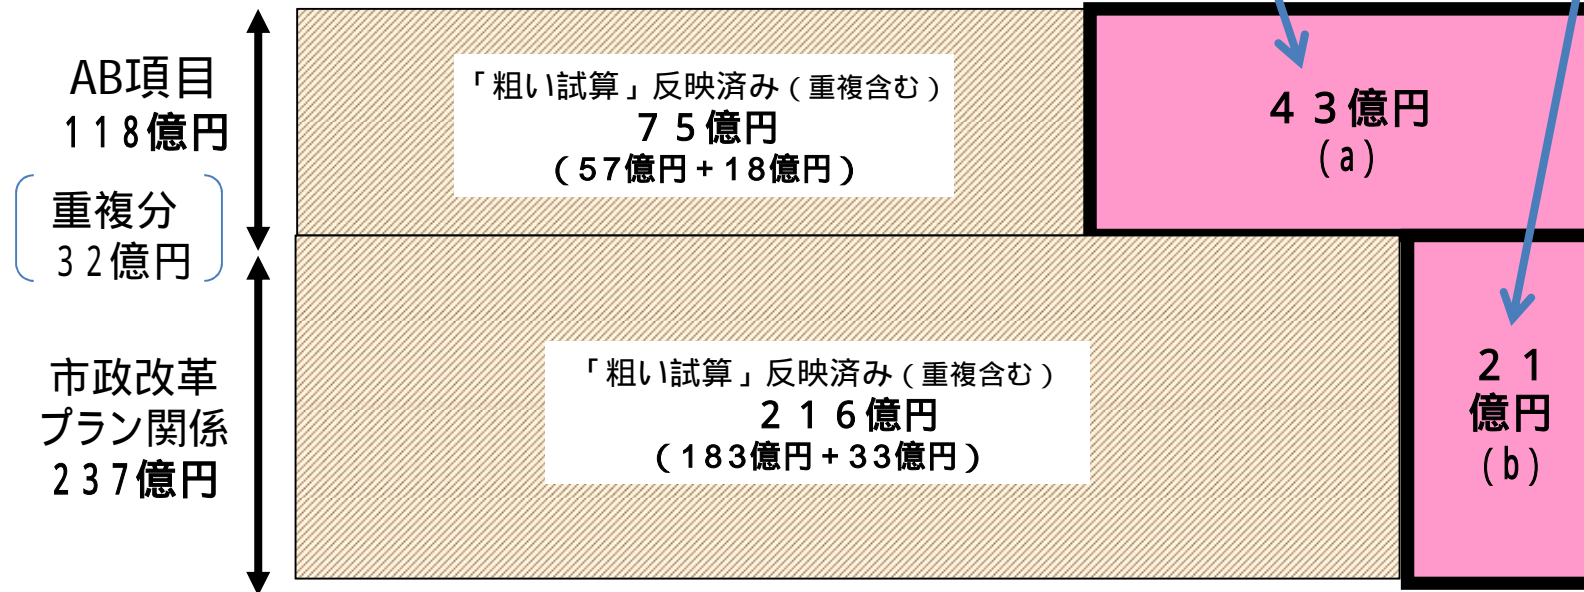 AB項目
118億円
重複分
32億円
市政改革
プラン関係
237億円
「粗い試算」反映済み(重複含む)
75億円
(57億円+18億円)
43億円
(a)
「粗い試算」反映済み(重複含む)
216億円
(183億円+33億円)
21
億円
(b)